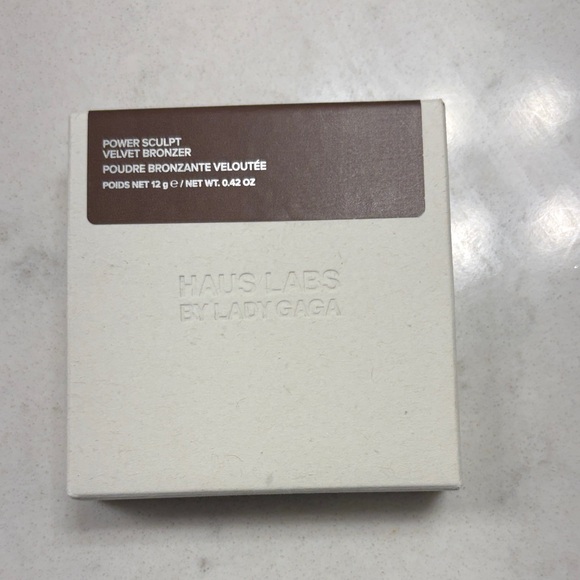 POWER SCULPT
VELVET BRONZER
POUDRE BRONZANTE VELOUTÉE
POIDS NET 12 g ℮ / NET WT. 0.42 OZ
HAUS LABS
BY LADY GAGA